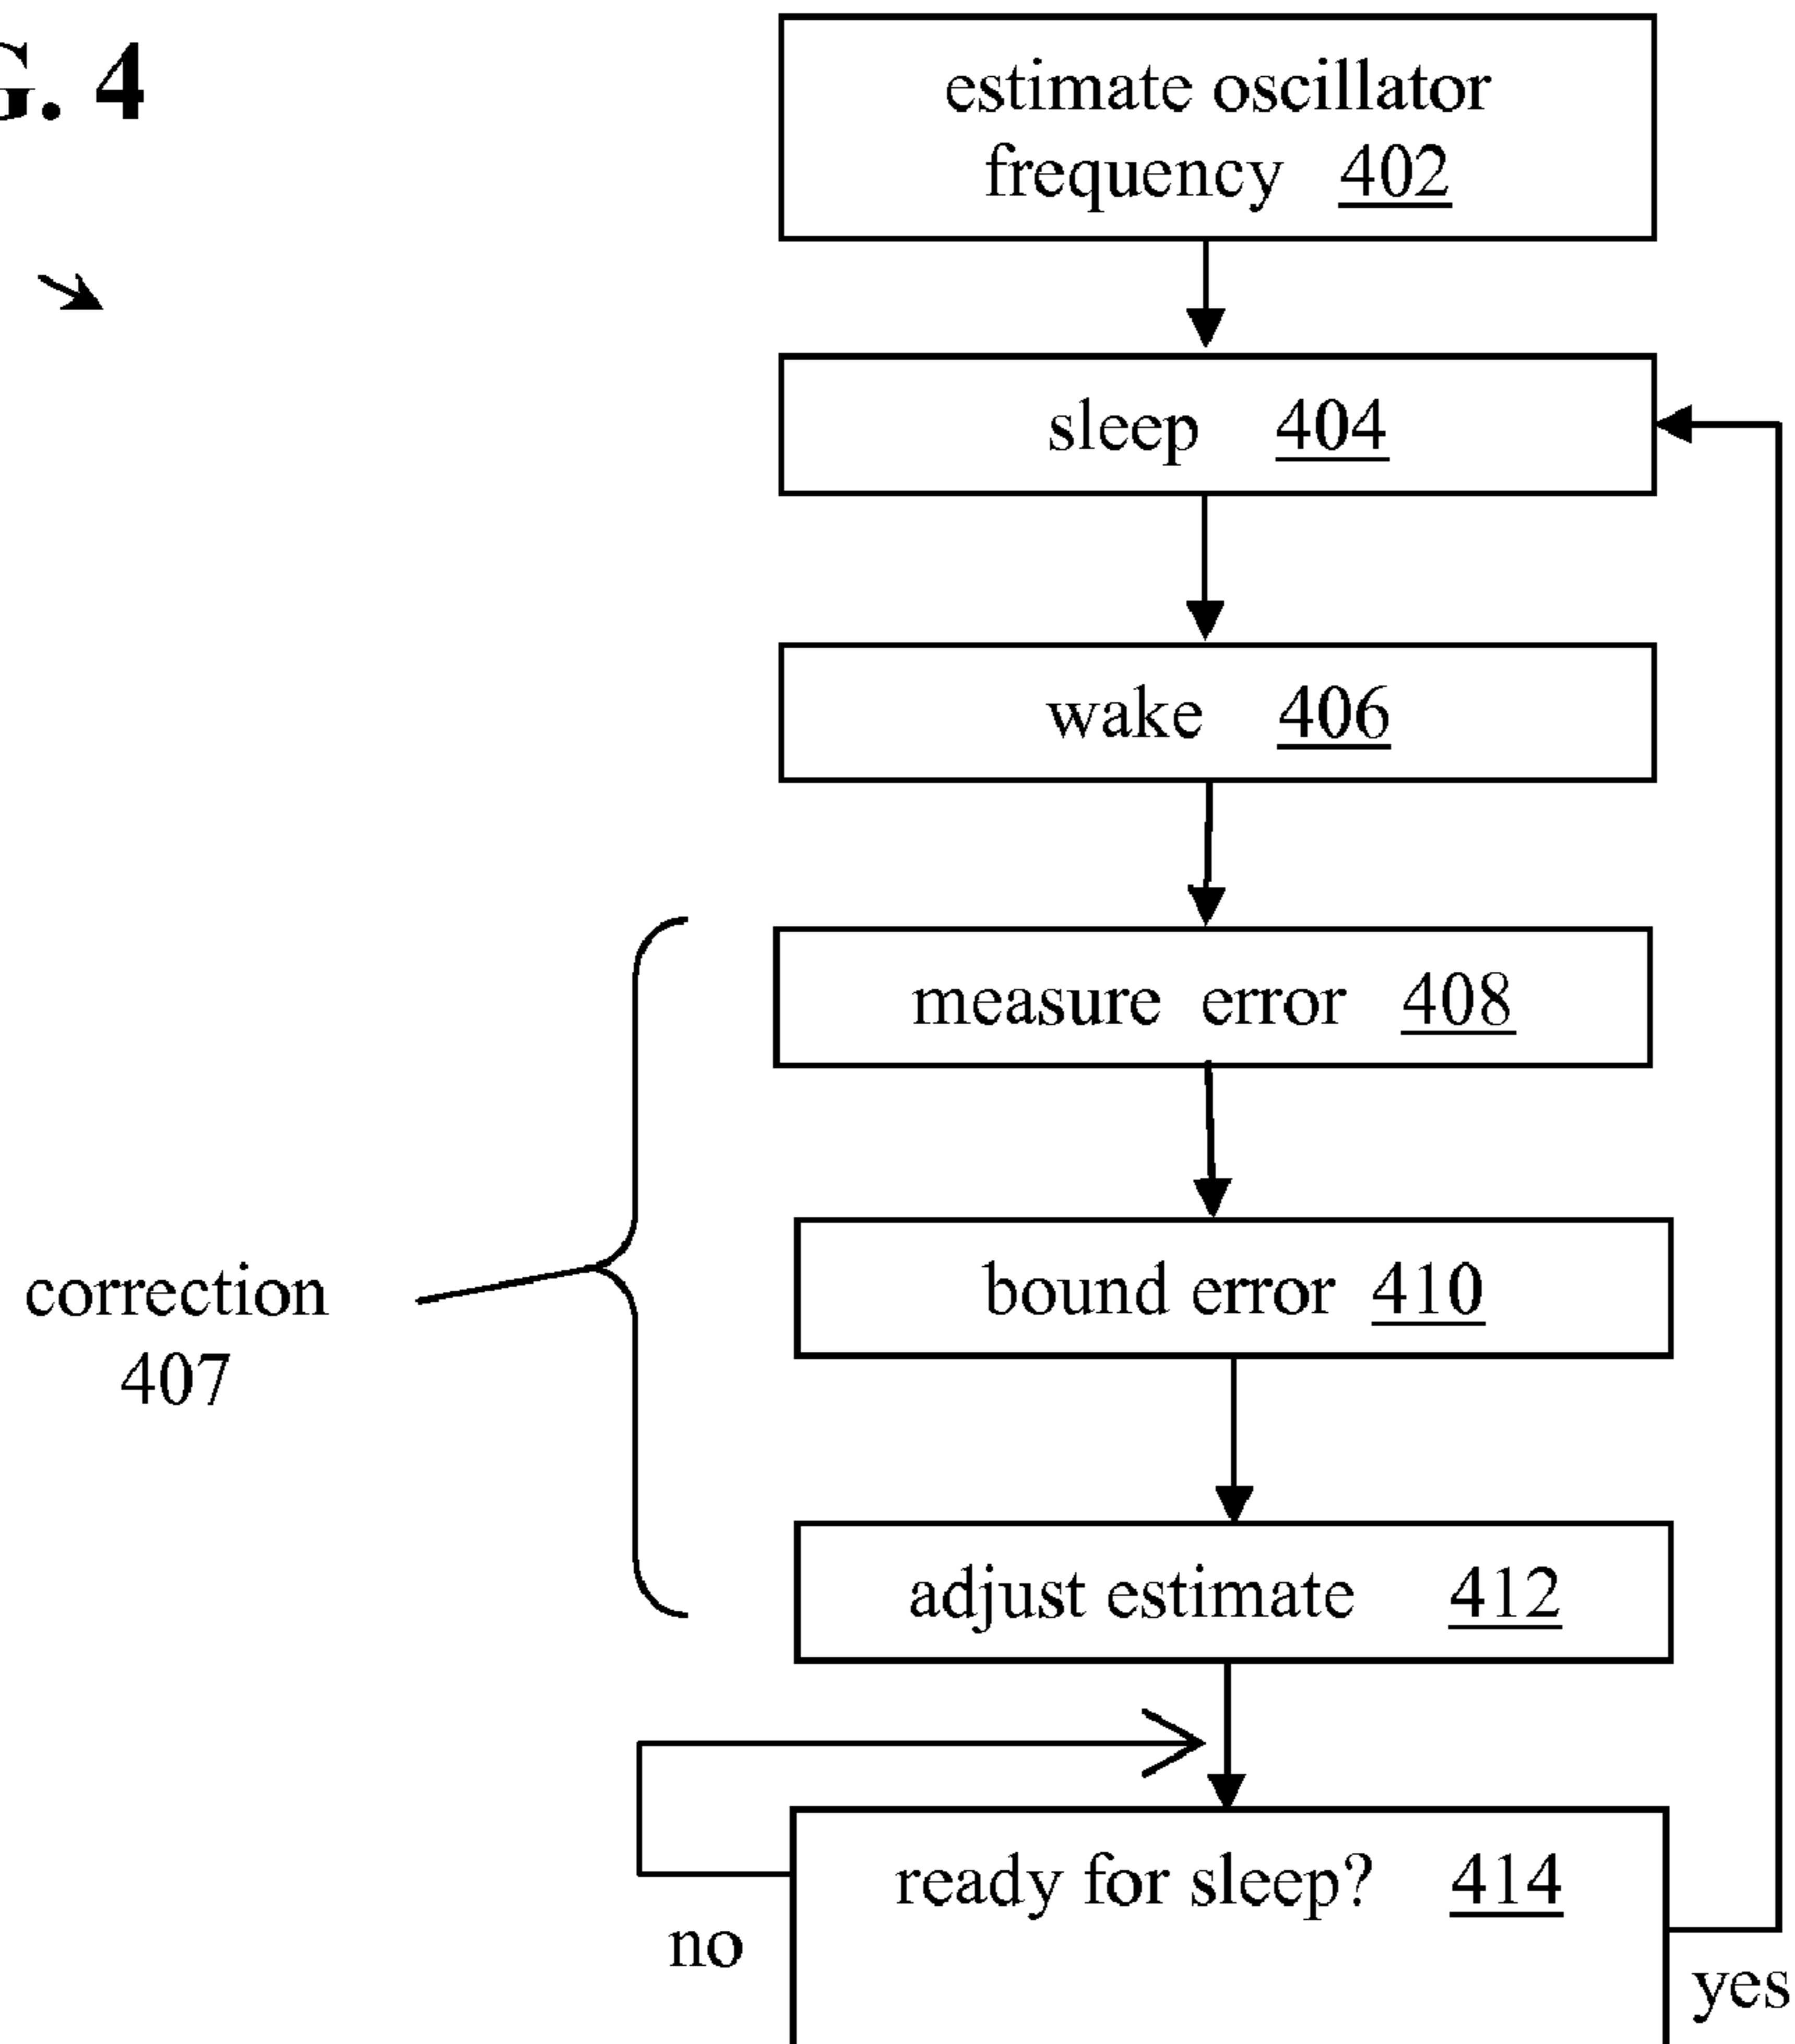 G. 4
estimate oscillator
frequency 402
sleep 404
wake 406
measure error 408
bound error 410
correction
407
adjust estimate 412
ready for sleep? 414
no
yes